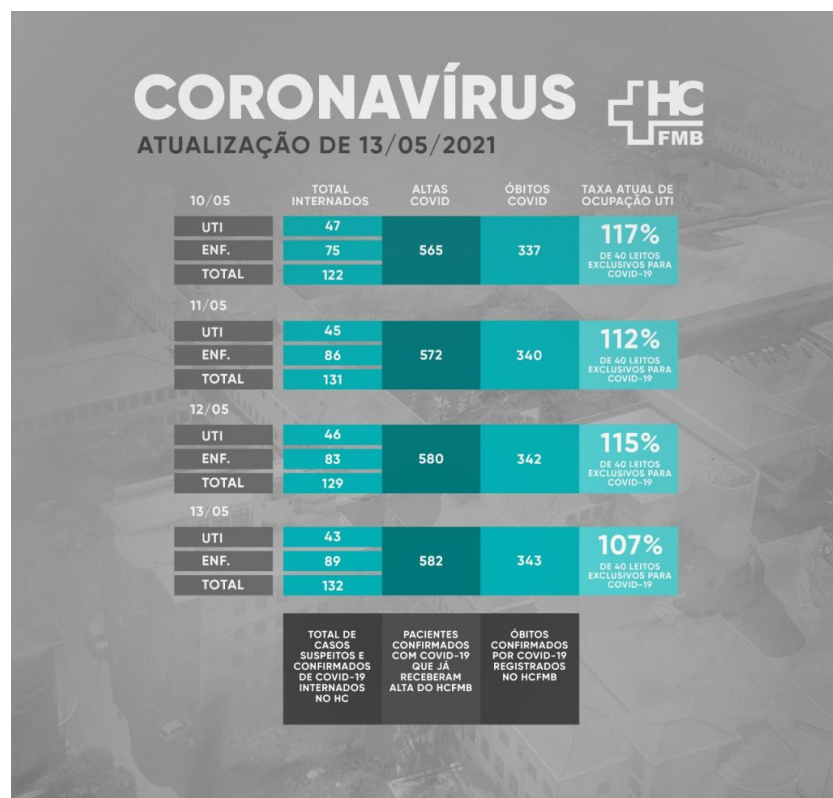 CORONAVÍRUS
HC
FMB
ATUALIZAÇÃO DE 13/05/2021
10/05
TOTAL
INTERNADOS
ALTAS
COVID
ÓBITOS
COVID
TAXA ATUAL DE
OCUPAÇÃO UTI
UTI
47
ENF.
75
TOTAL
122
565
337
117%
DE 40 LEITOS
EXCLUSIVOS PARA
COVID-19
11/05
UTI
45
ENF.
86
TOTAL
131
572
340
112%
DE 40 LEITOS
EXCLUSIVOS PARA
COVID-19
12/05
UTI
46
ENF.
83
TOTAL
129
580
342
115%
DE 40 LEITOS
EXCLUSIVOS PARA
COVID-19
13/05
UTI
43
ENF.
89
TOTAL
132
582
343
107%
DE 40 LEITOS
EXCLUSIVOS PARA
COVID-19
TOTAL DE
CASOS
SUSPEITOS E
CONFIRMADOS
DE COVID-19
INTERNADOS
NO HC
PACIENTES
CONFIRMADOS
COM COVID-19
QUE JÁ
RECEBERAM
ALTA DO HCFMB
ÓBITOS
CONFIRMADOS
POR COVID-19
REGISTRADOS
NO HCFMB